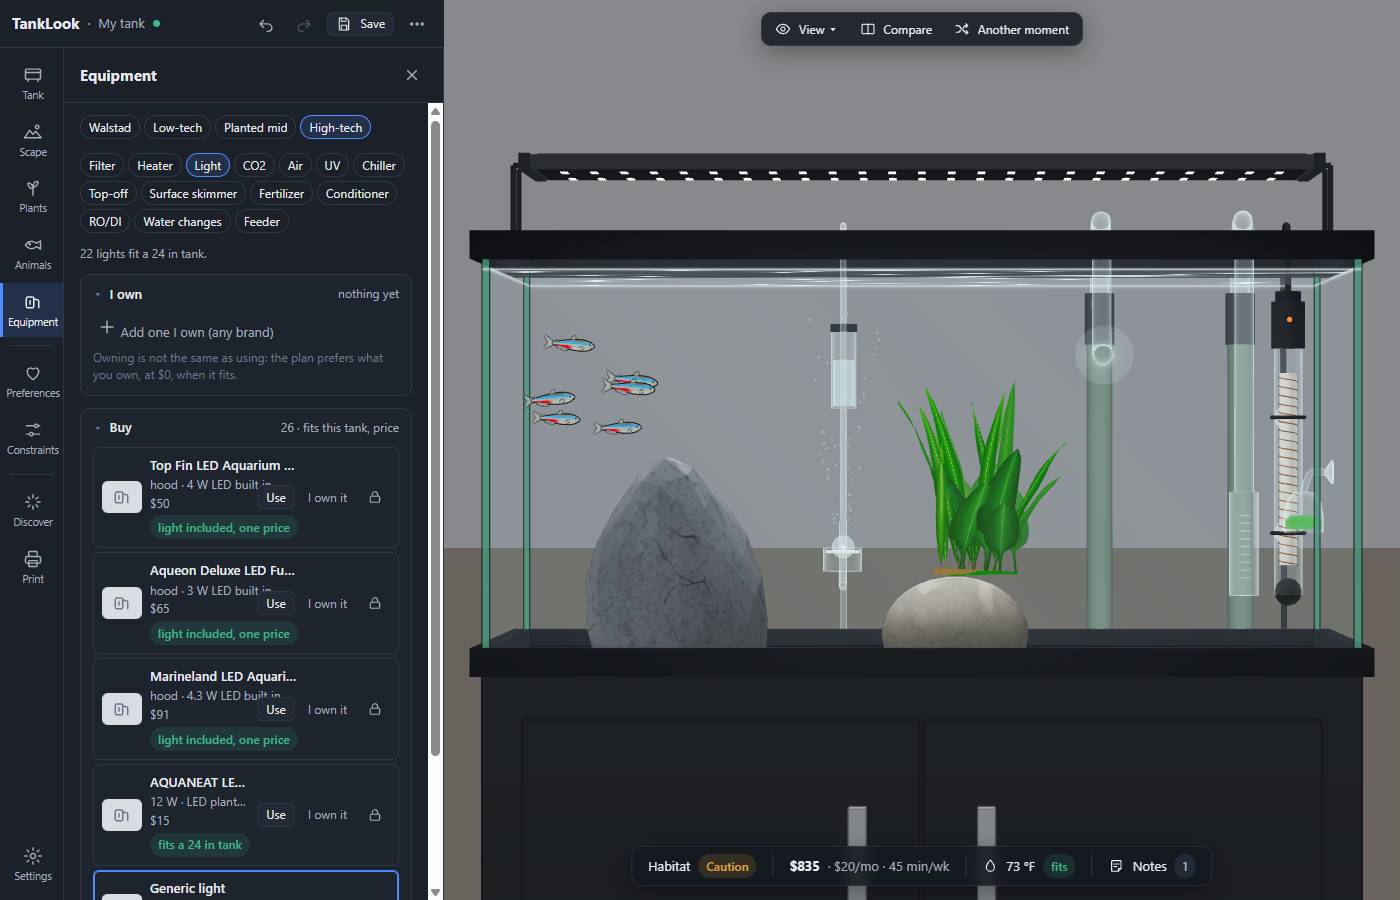 TankLook · My tank
Save
View
Compare
Another moment
Tank
Scape
Plants
Animals
Equipment
Preferences
Constraints
Discover
Print
Settings
Equipment
Walstad
Low-tech
Planted mid
High-tech
Filter
Heater
Light
CO2
Air
UV
Chiller
Top-off
Surface skimmer
Fertilizer
Conditioner
RO/DI
Water changes
Feeder
22 lights fit a 24 in tank.
I own
nothing yet
Add one I own (any brand)
Owning is not the same as using: the plan prefers what
you own, at $0, when it fits.
Buy
26 · fits this tank, price
Top Fin LED Aquarium ...
hood · 4 W LED built in
$50
Use
I own it
light included, one price
Aqueon Deluxe LED Fu...
hood · 3 W LED built in
$65
Use
I own it
light included, one price
Marineland LED Aquari...
hood · 4.3 W LED built in
$91
Use
I own it
light included, one price
AQUANEAT LE...
12 W · LED plant...
$15
Use
I own it
fits a 24 in tank
Generic light
Habitat
Caution
$835 · $20/mo · 45 min/wk
73 °F
fits
Notes
1